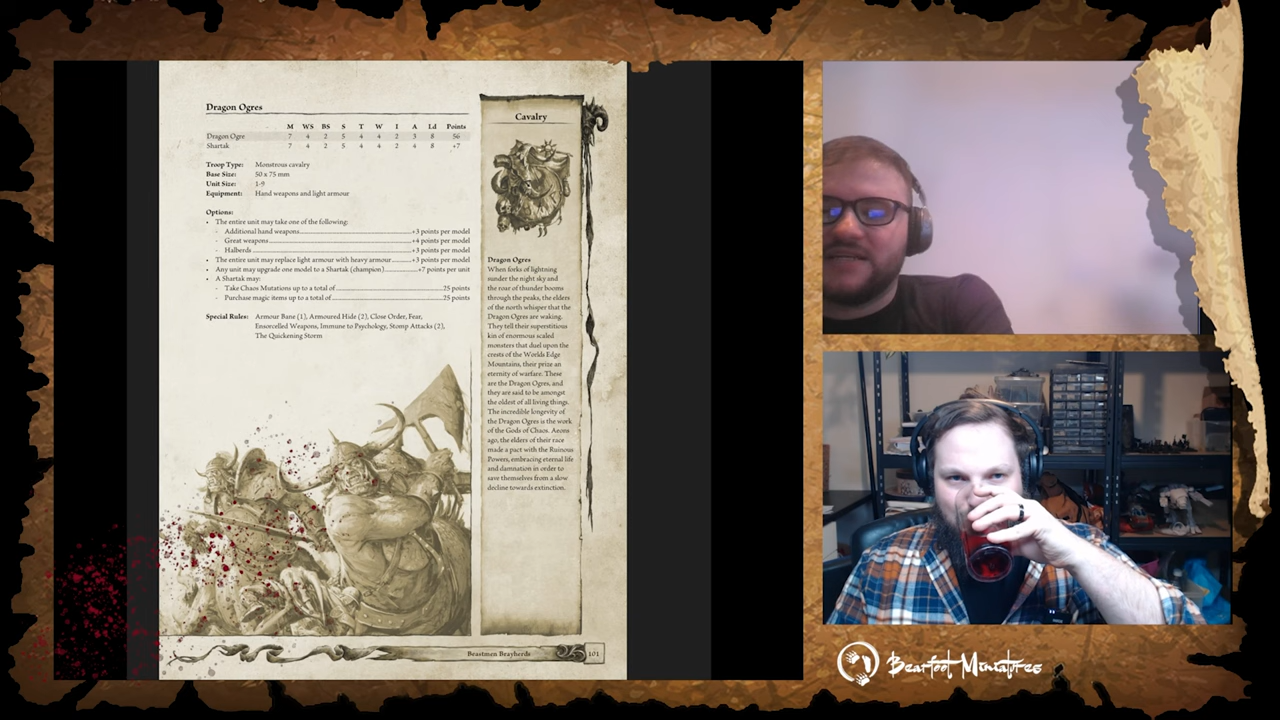 Dragon Ogres
M WS BS S T W I A Ld Points
Dragon Ogre 7 4 2 5 4 4 2 3 8 56
Shartak 7 4 2 5 4 4 2 4 8 +7
Troop Type: Monstrous cavalry
Base Size: 50 x 75 mm
Unit Size: 1-9
Equipment: Hand weapons and light armour
Options:
• The entire unit may take one of the following:
- Additional hand weapons...+3 points per model
- Great weapons...+4 points per model
- Halberds...+3 points per model
• The entire unit may replace light armour with heavy armour...+3 points per model
• Any unit may upgrade one model to a Shartak (champion)...+7 points per unit
• A Shartak may:
- Take Chaos Mutations up to a total of...25 points
- Purchase magic items up to a total of...25 points
Special Rules: Armour Bane (1), Armoured Hide (2), Close Order, Fear,
Ensorcelled Weapons, Immune to Psychology, Stomp Attacks (2),
The Quickening Storm
Cavalry
Dragon Ogres
When forks of lightning
sunder the night sky and
the roar of thunder booms
through the peaks, the elders
of the north whisper that the
Dragon Ogres are waking.
They tell their superstitious
kin of enormous scaled
monsters that duel upon the
crests of the Worlds Edge
Mountains, their prize an
eternity of warfare. These
are the Dragon Ogres, and
they are said to be amongst
the oldest of all living things.
The incredible longevity of
the Dragon Ogres is the work
of the Gods of Chaos. Aeons
ago, the elders of their race
made a pact with the Ruinous
Powers, embracing eternal life
and damnation in order to
save themselves from a slow
decline towards extinction.
Beastmen Brayherds 101
Bearfoot Miniatures